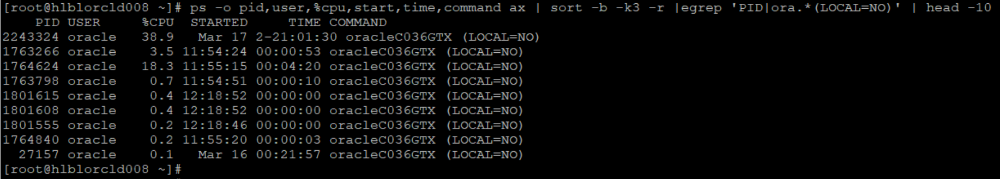 [root@hlblorcld008 ~]# ps -o pid,user,%cpu,start,time,command ax | sort -b -k3 -r |egrep 'PID|ora.*(LOCAL=NO)' | head -10
    PID USER     %CPU  STARTED     TIME COMMAND
2243324 oracle   38.9   Mar 17 2-21:01:30 oracleC036GTX (LOCAL=NO)
1763266 oracle    3.5 11:54:24 00:00:53 oracleC036GTX (LOCAL=NO)
1764624 oracle   18.3 11:55:15 00:04:20 oracleC036GTX (LOCAL=NO)
1763798 oracle    0.7 11:54:51 00:00:10 oracleC036GTX (LOCAL=NO)
1801615 oracle    0.4 12:18:52 00:00:00 oracleC036GTX (LOCAL=NO)
1801608 oracle    0.4 12:18:52 00:00:00 oracleC036GTX (LOCAL=NO)
1801555 oracle    0.2 12:18:46 00:00:00 oracleC036GTX (LOCAL=NO)
1764840 oracle    0.2 11:55:20 00:00:03 oracleC036GTX (LOCAL=NO)
  27157 oracle    0.1   Mar 16 00:21:57 oracleC036GTX (LOCAL=NO)
[root@hlblorcld008 ~]#